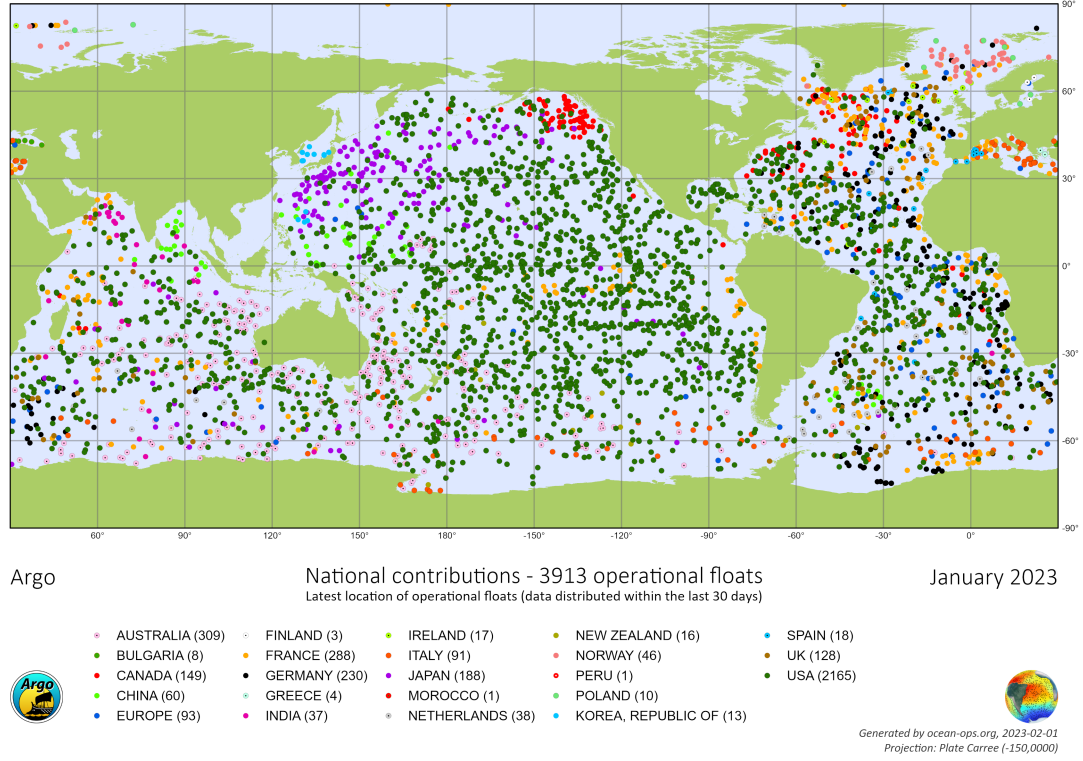 90°
60°
30°
0°
-30°
-60°
-90°
60° 90° 120° 150° 180° -150° -120° -90° -60° -30° 0°
Argo National contributions - 3913 operational floats January 2023
Latest location of operational floats (data distributed within the last 30 days)
AUSTRALIA (309) FINLAND (3) IRELAND (17) NEW ZEALAND (16) SPAIN (18)
BULGARIA (8) FRANCE (288) ITALY (91) NORWAY (46) UK (128)
CANADA (149) GERMANY (230) JAPAN (188) PERU (1) USA (2165)
CHINA (60) GREECE (4) MOROCCO (1) POLAND (10)
EUROPE (93) INDIA (37) NETHERLANDS (38) KOREA, REPUBLIC OF (13)
Argo
Generated by ocean-ops.org, 2023-02-01
Projection: Plate Carree (-150,0000)